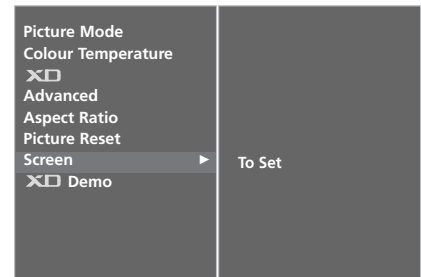 Picture Mode
Colour Temperature
XD
Advanced
Aspect Ratio
Picture Reset
Screen ► To Set
XD Demo